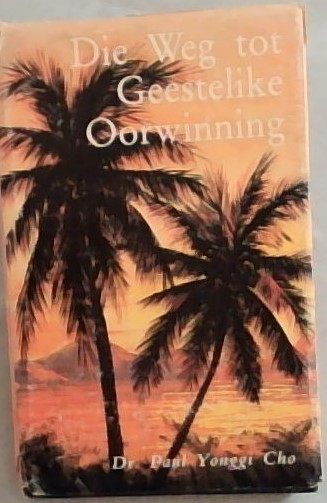 Die Weg tot
Geestelike
Oorwinning
Dr. Paul Yonggi Cho